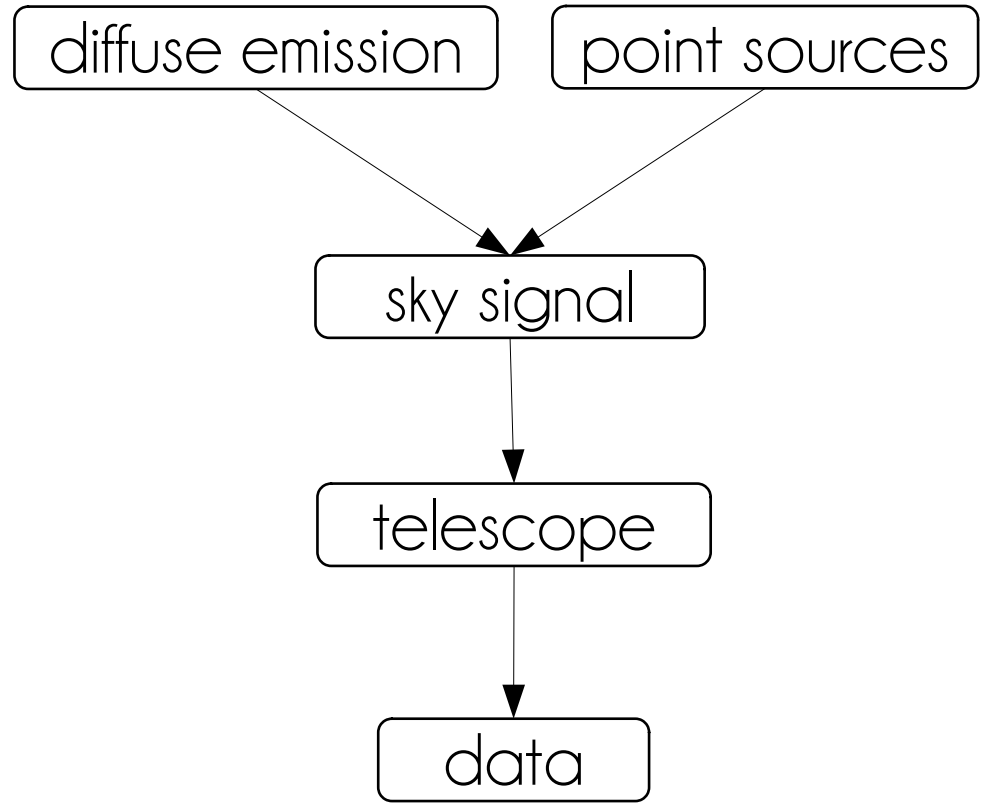 diffuse emission
point sources
sky signal
telescope
data